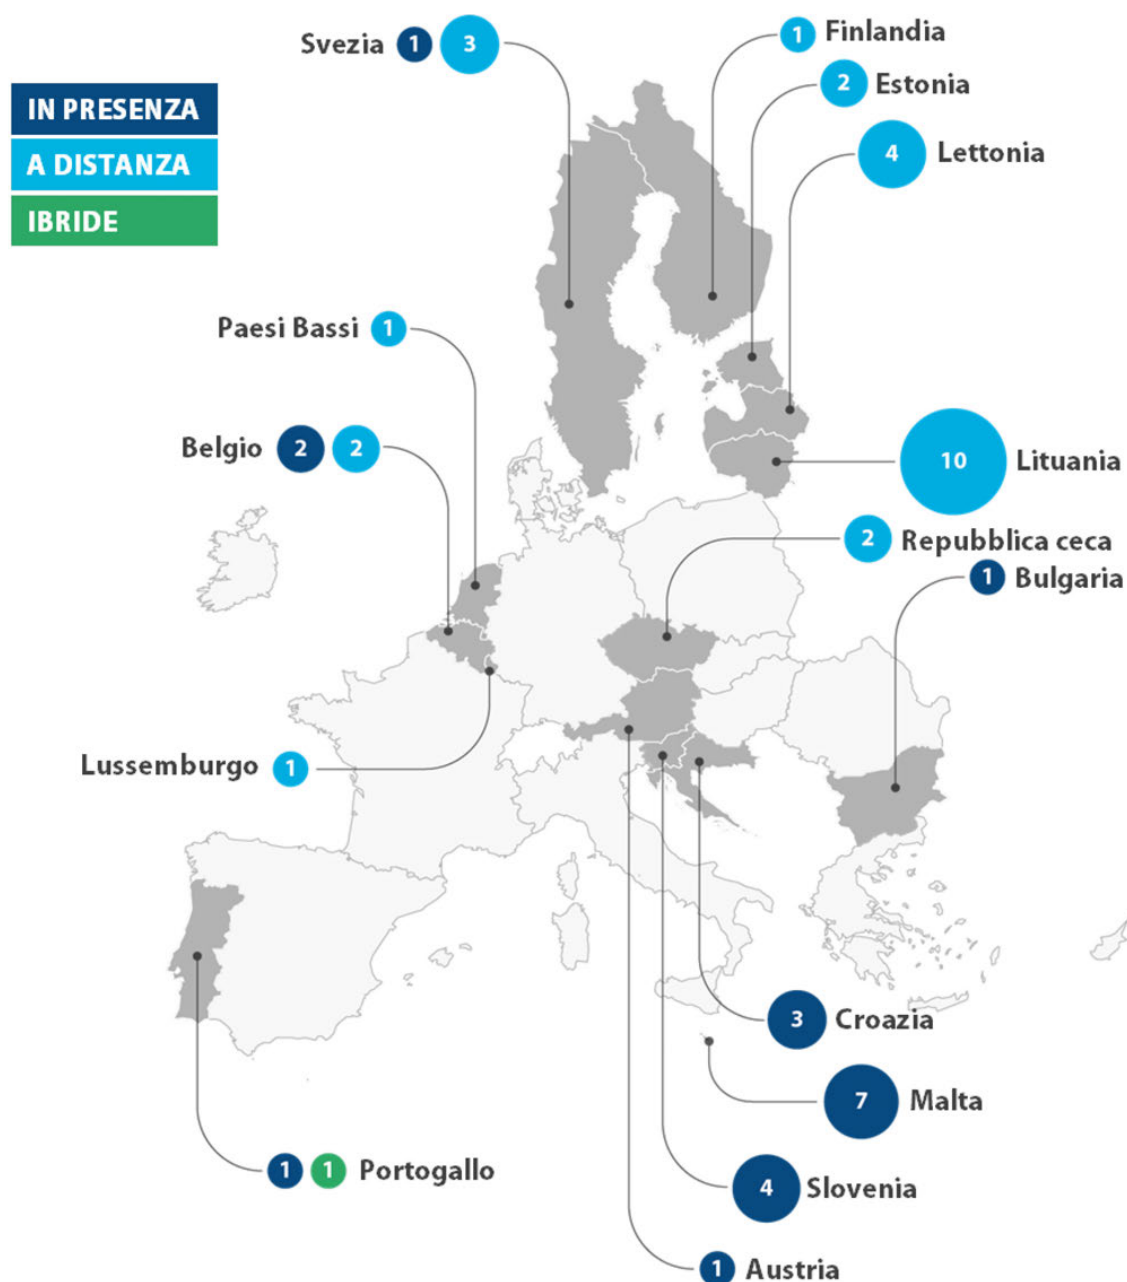 Svezia 1 3
1 Finlandia
IN PRESENZA
A DISTANZA
IBRIDE
2 Estonia
4 Lettonia
Paesi Bassi 1
Belgio 2 2
10 Lituania
2 Repubblica ceca
1 Bulgaria
Lussemburgo 1
3 Croazia
7 Malta
1 1 Portogallo
4 Slovenia
1 Austria